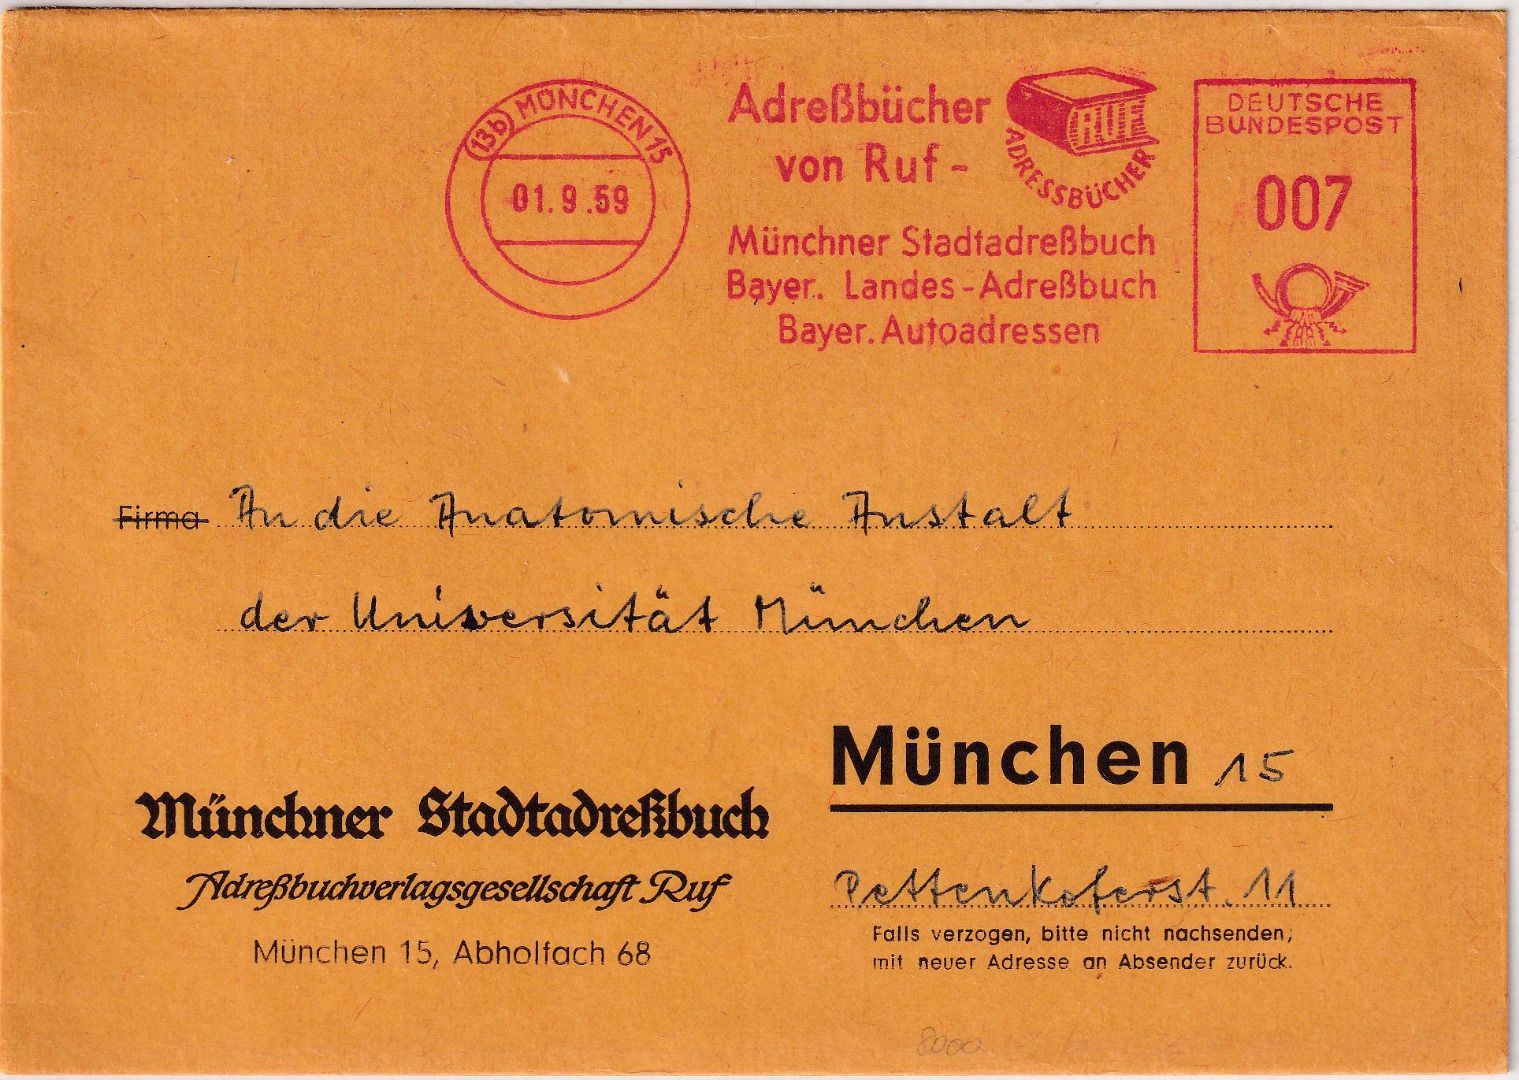 (13b) MÜNCHEN 15
01.9.59
Adreßbücher
von Ruf -
RUF
ADRESSBÜCHER
Münchner Stadtadreßbuch
Bayer. Landes-Adreßbuch
Bayer. Autoadressen
DEUTSCHE
BUNDESPOST
007
Firma An die Anatomische Anstalt
der Universität München
München 15
Pettenkoferst. 11
Falls verzogen, bitte nicht nachsenden;
mit neuer Adresse an Absender zurück.
Münchner Stadtadreßbuch
Adreßbuchverlagsgesellschaft Ruf
München 15, Abholfach 68
8000